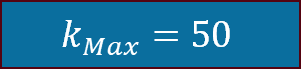 k_Max = 50